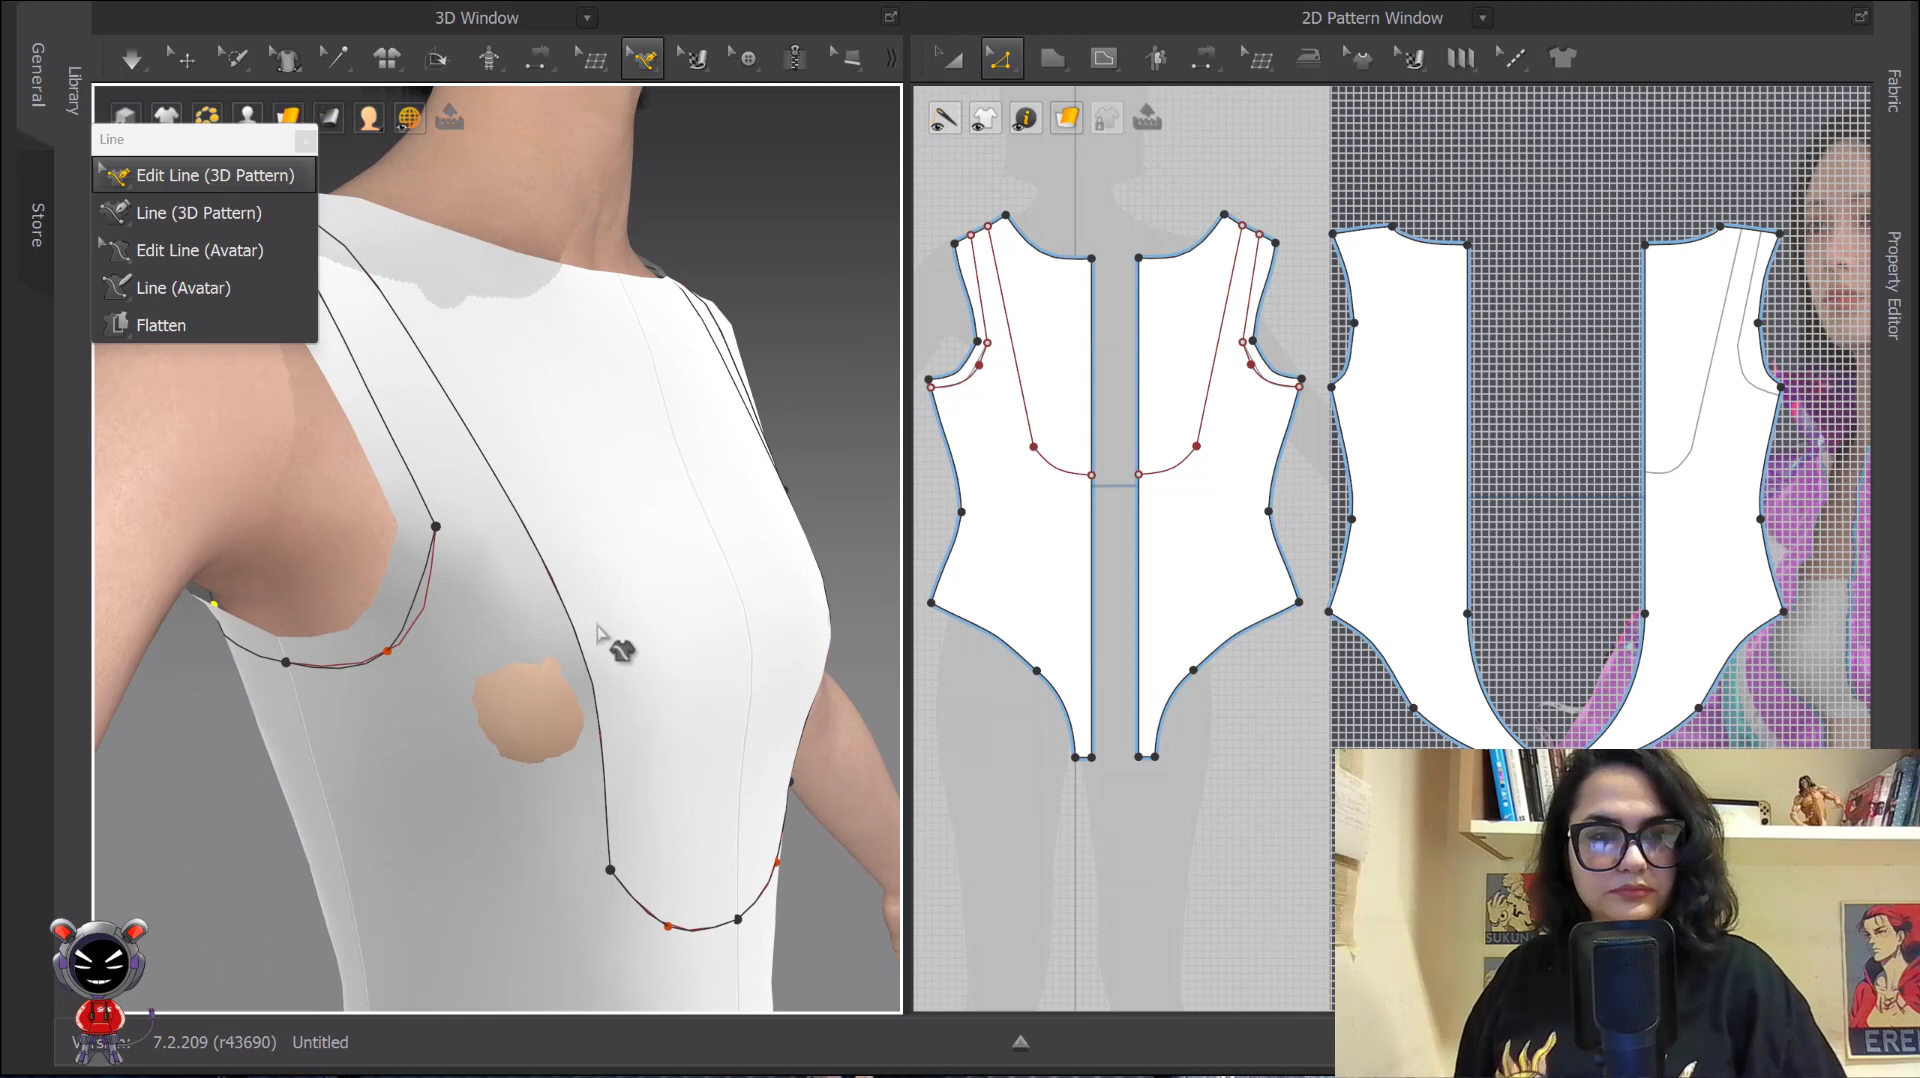 3D Window
2D Pattern Window
General
Library
Store
Line
Edit Line (3D Pattern)
Line (3D Pattern)
Edit Line (Avatar)
Line (Avatar)
Flatten
Fabric
Property Editor
7.2.209 (r43690)
Untitled
SUKUN
EREN